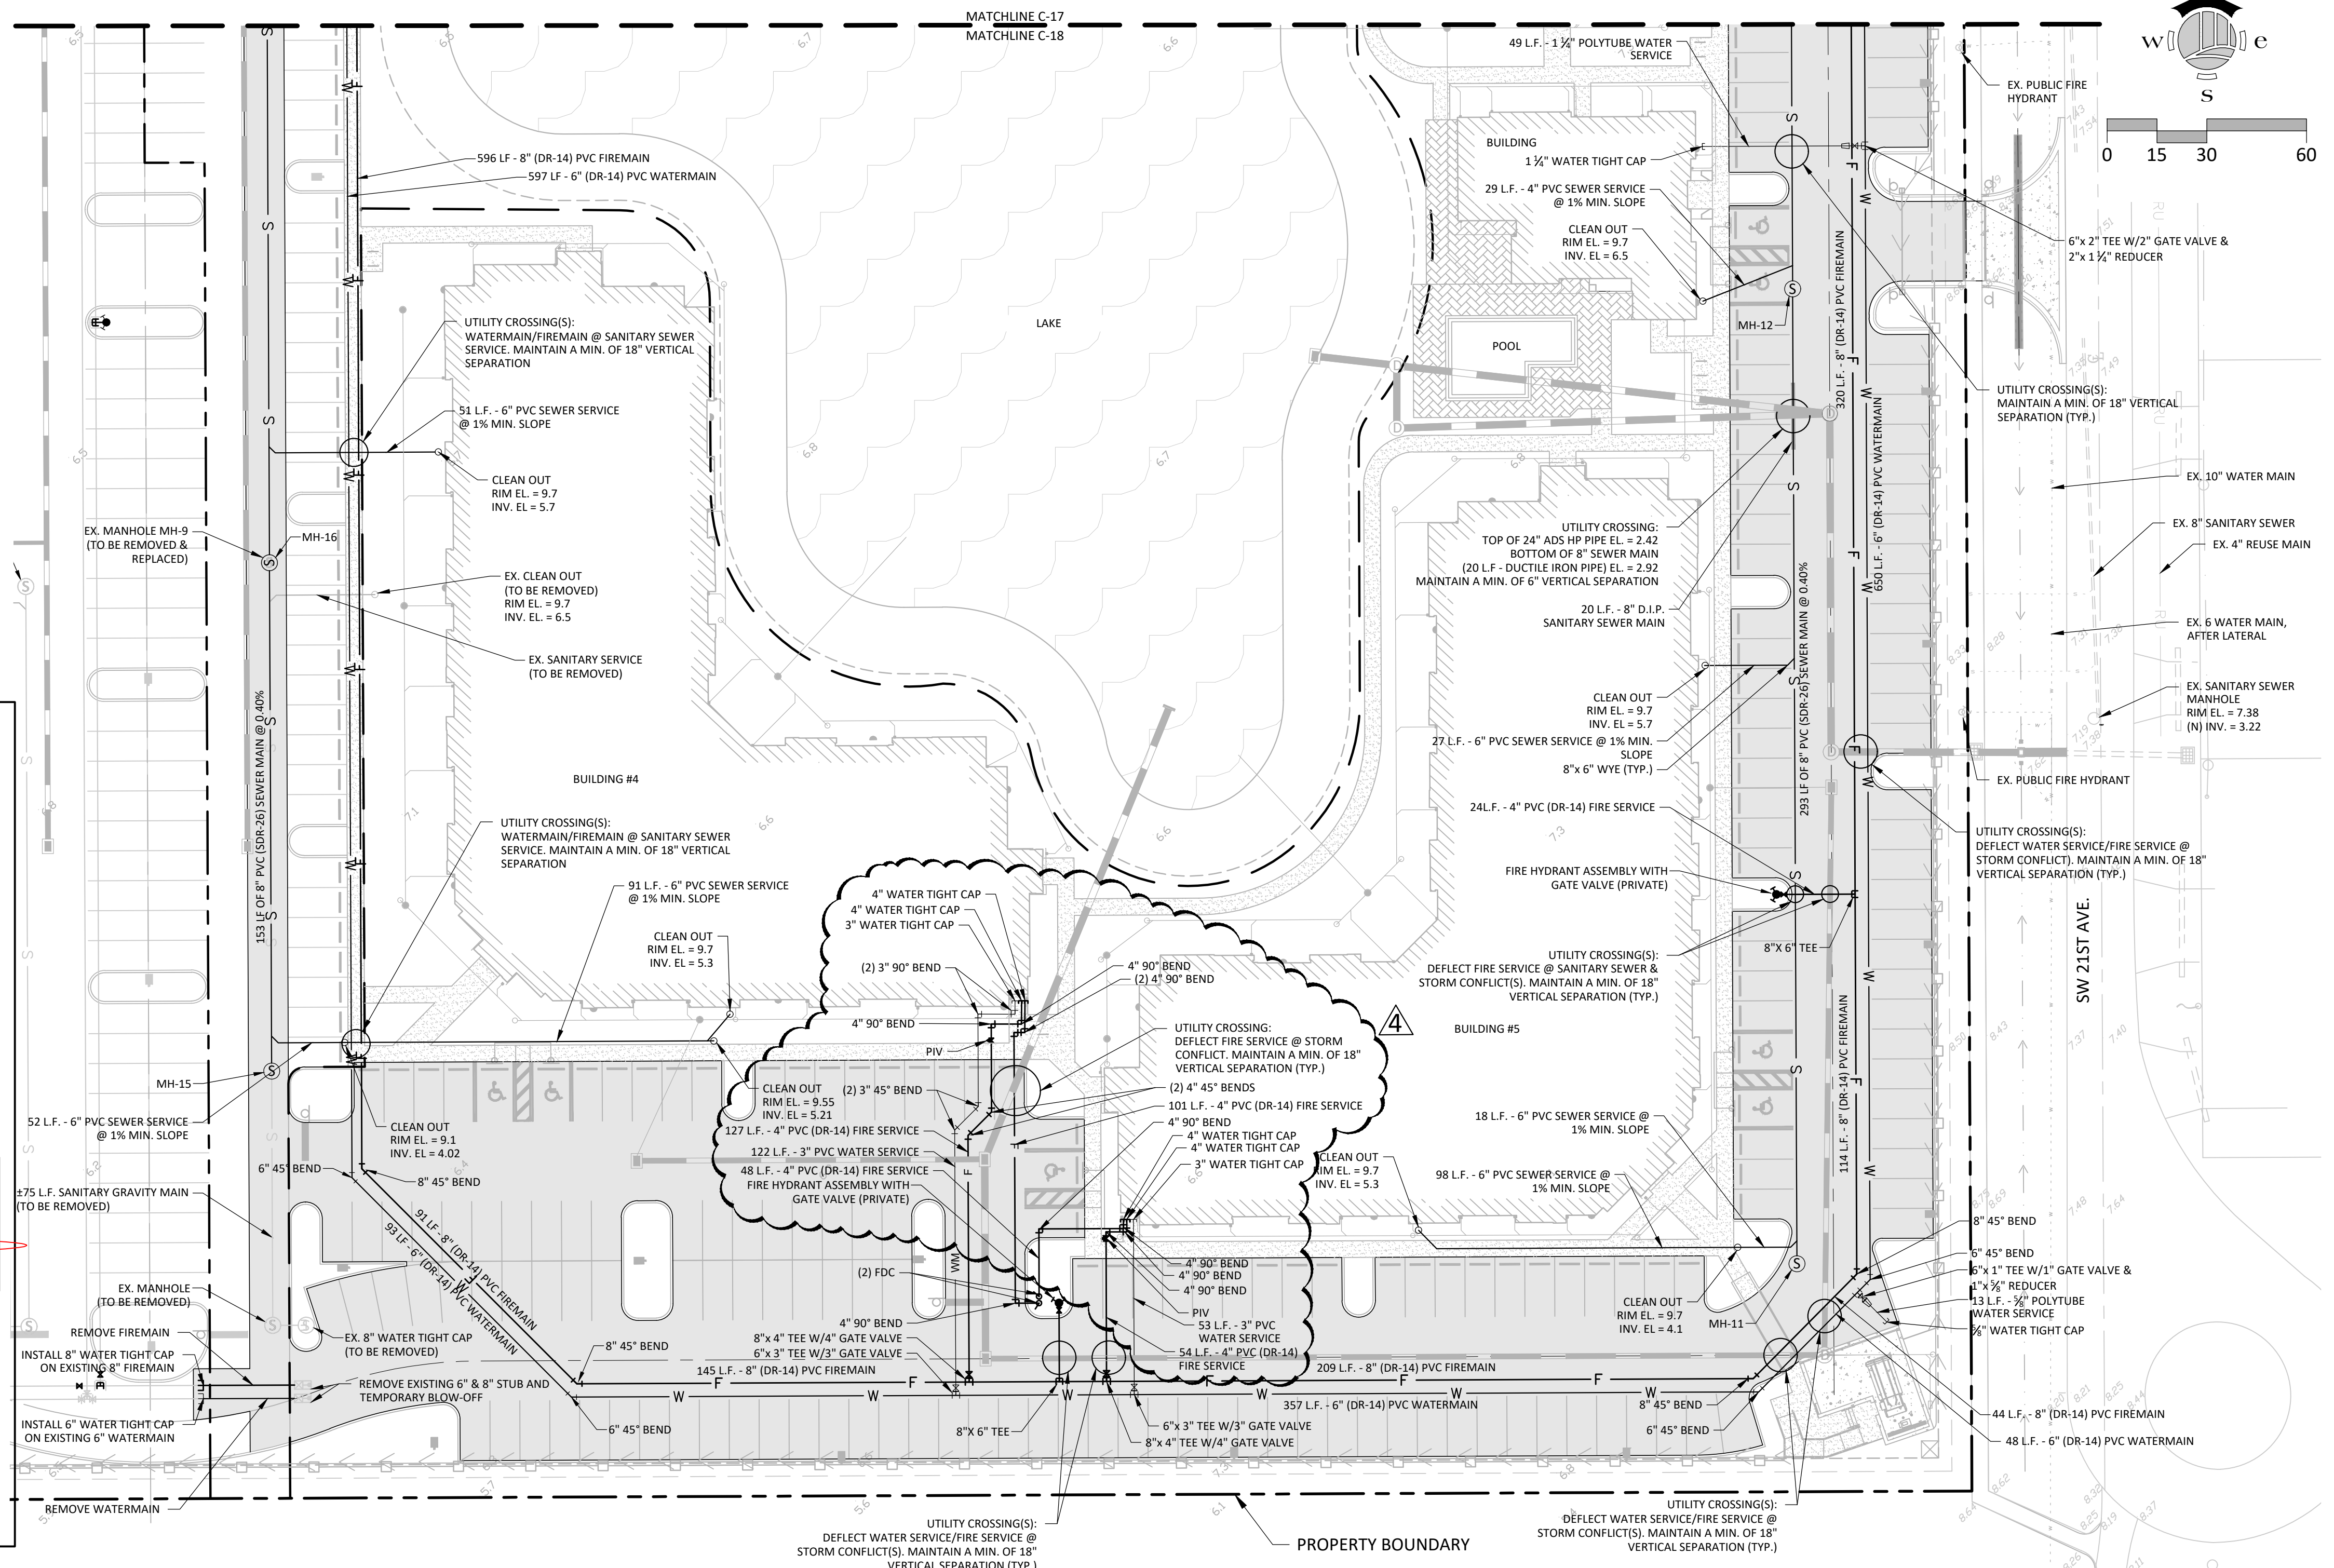 MATCHLINE C-17
MATCHLINE C-18
W
e
s
0 15 30 60
49 L.F. - 1 ¼" POLYTUBE WATER
SERVICE
EX. PUBLIC FIRE
HYDRANT
596 LF - 8" (DR-14) PVC FIREMAIN
597 LF - 6" (DR-14) PVC WATERMAIN
BUILDING
1 ¼" WATER TIGHT CAP
29 L.F. - 4" PVC SEWER SERVICE
@ 1% MIN. SLOPE
CLEAN OUT
RIM EL. = 9.7
INV. EL = 6.5
6"x 2" TEE W/2" GATE VALVE &
2"x 1 ¼" REDUCER
MH-12
320 L.F. - 8" (DR-14) PVC FIREMAIN
LAKE
POOL
UTILITY CROSSING(S):
WATERMAIN/FIREMAIN @ SANITARY SEWER
SERVICE. MAINTAIN A MIN. OF 18" VERTICAL
SEPARATION
UTILITY CROSSING(S):
MAINTAIN A MIN. OF 18" VERTICAL
SEPARATION (TYP.)
51 L.F. - 6" PVC SEWER SERVICE
@ 1% MIN. SLOPE
CLEAN OUT
RIM EL. = 9.7
INV. EL = 5.7
EX. 10" WATER MAIN
EX. 8" SANITARY SEWER
EX. 4" REUSE MAIN
EX. MANHOLE MH-9
(TO BE REMOVED &
REPLACED)
MH-16
UTILITY CROSSING:
TOP OF 24" ADS HP PIPE EL. = 2.42
BOTTOM OF 8" SEWER MAIN
(20 L.F - DUCTILE IRON PIPE) EL. = 2.92
MAINTAIN A MIN. OF 6" VERTICAL SEPARATION
650 L.F. - 6" (DR-14) PVC WATERMAIN
EX. CLEAN OUT
(TO BE REMOVED)
RIM EL. = 9.7
INV. EL. = 6.5
20 L.F. - 8" D.I.P.
SANITARY SEWER MAIN
EX. 6 WATER MAIN,
AFTER LATERAL
EX. SANITARY SERVICE
(TO BE REMOVED)
293 LF OF 8" PVC (SDR-26) SEWER MAIN @ 0.40%
EX. SANITARY SEWER
MANHOLE
RIM EL. = 7.38
(N) INV. = 3.22
153 LF OF 8" PVC (SDR-26) SEWER MAIN @ 0.40%
CLEAN OUT
RIM EL. = 9.7
INV. EL = 5.7
27 L.F. - 6" PVC SEWER SERVICE @ 1% MIN.
SLOPE
8"x 6" WYE (TYP.)
BUILDING #4
EX. PUBLIC FIRE HYDRANT
24L.F. - 4" PVC (DR-14) FIRE SERVICE
UTILITY CROSSING(S):
WATERMAIN/FIREMAIN @ SANITARY SEWER
SERVICE. MAINTAIN A MIN. OF 18" VERTICAL
SEPARATION
UTILITY CROSSING(S):
DEFLECT WATER SERVICE/FIRE SERVICE @
STORM CONFLICT). MAINTAIN A MIN. OF 18"
VERTICAL SEPARATION (TYP.)
FIRE HYDRANT ASSEMBLY WITH
GATE VALVE (PRIVATE)
91 L.F. - 6" PVC SEWER SERVICE
@ 1% MIN. SLOPE
4" WATER TIGHT CAP
4" WATER TIGHT CAP
3" WATER TIGHT CAP
SW 21ST AVE.
8"X 6" TEE
CLEAN OUT
RIM EL. = 9.7
INV. EL = 5.3
(2) 3" 90° BEND
4" 90° BEND
(2) 4" 90° BEND
UTILITY CROSSING(S):
DEFLECT FIRE SERVICE @ SANITARY SEWER &
STORM CONFLICT(S). MAINTAIN A MIN. OF 18"
VERTICAL SEPARATION (TYP.)
4" 90° BEND
PIV
UTILITY CROSSING:
DEFLECT FIRE SERVICE @ STORM
CONFLICT. MAINTAIN A MIN. OF 18"
VERTICAL SEPARATION (TYP.)
4
BUILDING #5
114 L.F. - 8" (DR-14) PVC FIREMAIN
MH-15
52 L.F. - 6" PVC SEWER SERVICE
@ 1% MIN. SLOPE
CLEAN OUT
RIM EL. = 9.55
INV. EL = 5.21
(2) 3" 45° BEND
(2) 4" 45° BENDS
101 L.F. - 4" PVC (DR-14) FIRE SERVICE
CLEAN OUT
RIM EL. = 9.1
INV. EL = 4.02
127 L.F. - 4" PVC (DR-14) FIRE SERVICE
122 L.F. - 3" PVC WATER SERVICE
48 L.F. - 4" PVC (DR-14) FIRE SERVICE
FIRE HYDRANT ASSEMBLY WITH
GATE VALVE (PRIVATE)
4" 90° BEND
4" WATER TIGHT CAP
4" WATER TIGHT CAP
3" WATER TIGHT CAP
CLEAN OUT
RIM EL. = 9.7
INV. EL = 5.3
18 L.F. - 6" PVC SEWER SERVICE @
1% MIN. SLOPE
98 L.F. - 6" PVC SEWER SERVICE @
1% MIN. SLOPE
6" 45° BEND
8" 45° BEND
±75 L.F. SANITARY GRAVITY MAIN
(TO BE REMOVED)
91 LF - 8" (DR-14) PVC FIREMAIN
93 LF - 6" (DR-14) PVC WATERMAIN
WM
(2) FDC
4" 90° BEND
4" 90° BEND
4" 90° BEND
PIV
53 L.F. - 3" PVC
WATER SERVICE
54 L.F. - 4" PVC (DR-14)
FIRE SERVICE
8" 45° BEND
6" 45° BEND
6"x 1" TEE W/1" GATE VALVE &
1"x ⅝" REDUCER
13 L.F. - ⅝" POLYTUBE
WATER SERVICE
⅝" WATER TIGHT CAP
EX. MANHOLE
(TO BE REMOVED)
EX. 8" WATER TIGHT CAP
(TO BE REMOVED)
REMOVE FIREMAIN
INSTALL 8" WATER TIGHT CAP
ON EXISTING 8" FIREMAIN
REMOVE EXISTING 6" & 8" STUB AND
TEMPORARY BLOW-OFF
INSTALL 6" WATER TIGHT CAP
ON EXISTING 6" WATERMAIN
REMOVE WATERMAIN
4" 90° BEND
8"x 4" TEE W/4" GATE VALVE
6"x 3" TEE W/3" GATE VALVE
8" 45° BEND
145 L.F. - 8" (DR-14) PVC FIREMAIN
CLEAN OUT
RIM EL. = 9.7
INV. EL = 4.1
MH-11
209 L.F. - 8" (DR-14) PVC FIREMAIN
357 L.F. - 6" (DR-14) PVC WATERMAIN
8" 45° BEND
6" 45° BEND
6" 45° BEND
8"X 6" TEE
6"x 3" TEE W/3" GATE VALVE
8"x 4" TEE W/4" GATE VALVE
44 L.F. - 8" (DR-14) PVC FIREMAIN
48 L.F. - 6" (DR-14) PVC WATERMAIN
UTILITY CROSSING(S):
DEFLECT WATER SERVICE/FIRE SERVICE @
STORM CONFLICT(S). MAINTAIN A MIN. OF 18"
VERTICAL SEPARATION (TYP.)
PROPERTY BOUNDARY
UTILITY CROSSING(S):
DEFLECT WATER SERVICE/FIRE SERVICE @
STORM CONFLICT(S). MAINTAIN A MIN. OF 18"
VERTICAL SEPARATION (TYP.)